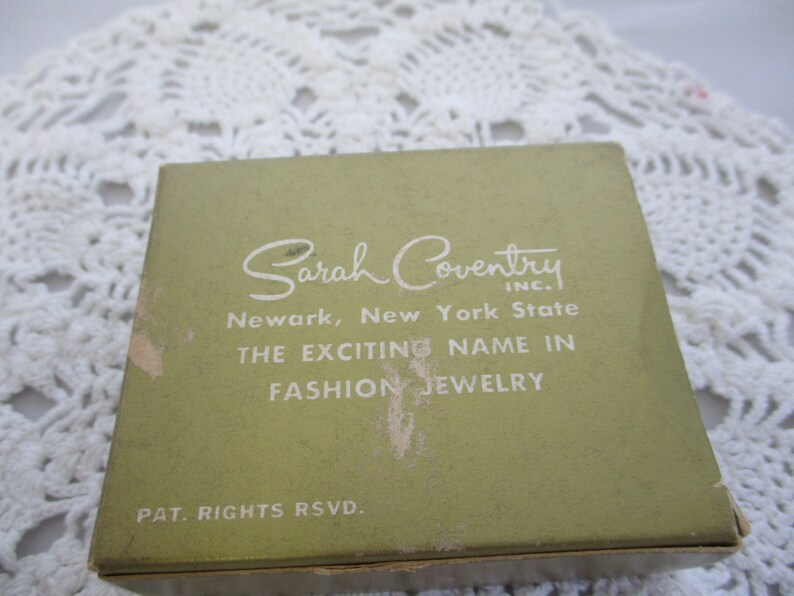 Sarah Coventry
INC.
Newark, New York State
THE EXCITING NAME IN
FASHION JEWELRY
PAT. RIGHTS RSVD.